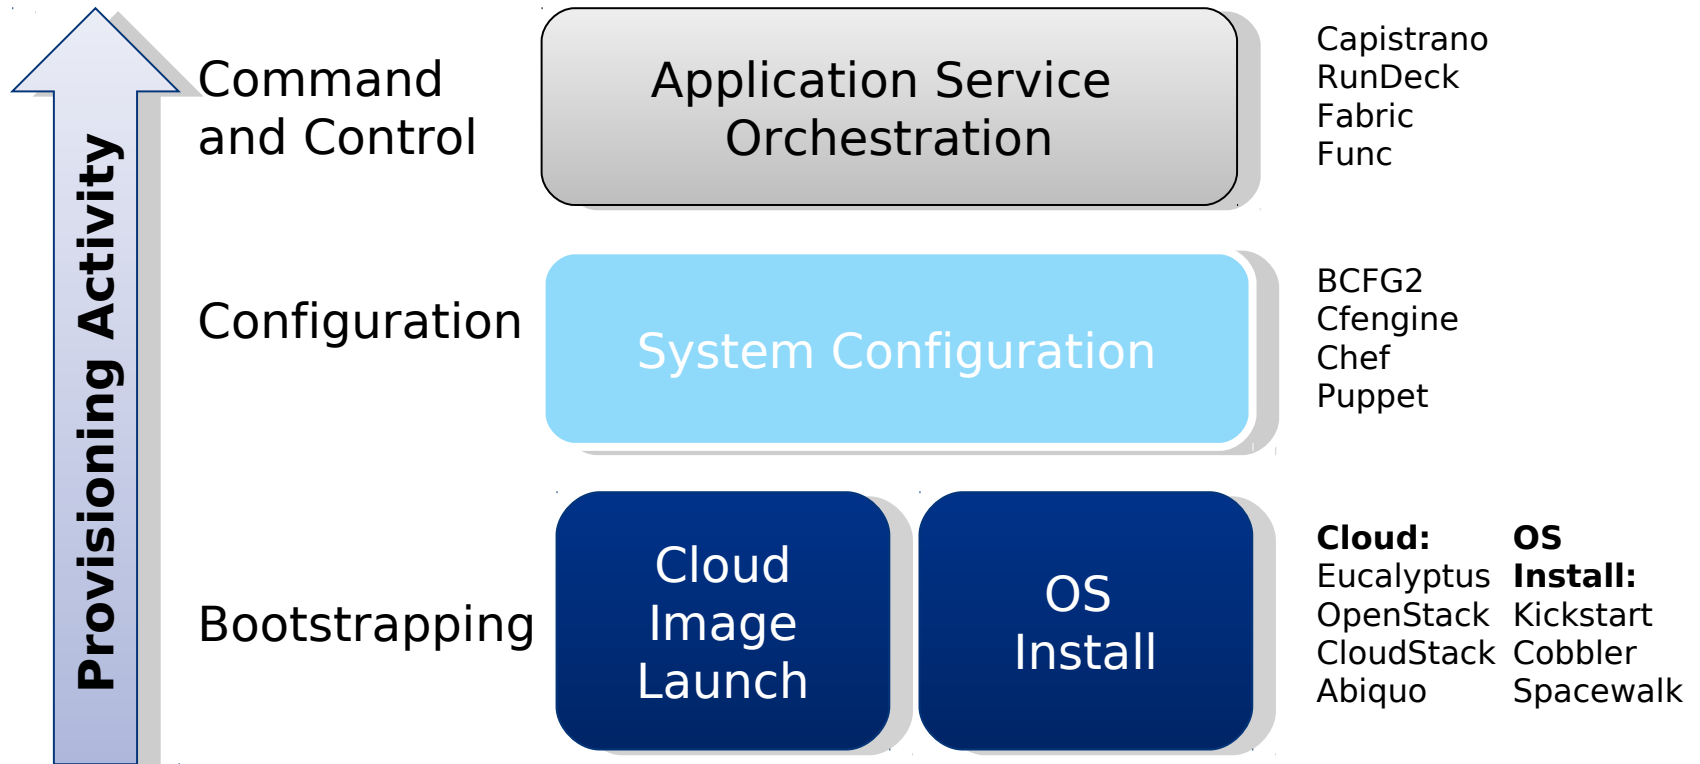 Provisioning Activity
Command
and Control
Application Service
Orchestration
Capistrano
RunDeck
Fabric
Func
Configuration
System Configuration
BCFG2
Cfengine
Chef
Puppet
Bootstrapping
Cloud
Image
Launch
OS
Install
Cloud:
Eucalyptus
OpenStack
CloudStack
Abiquo
OS
Install:
Kickstart
Cobbler
Spacewalk